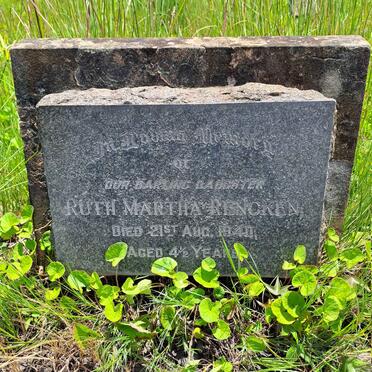 In Loving Memory
of
OUR DARLING DAUGHTER
RUTH MARTHA RENCKEN
DIED 21ST AUG. 1940
AGED 4½ YEARS